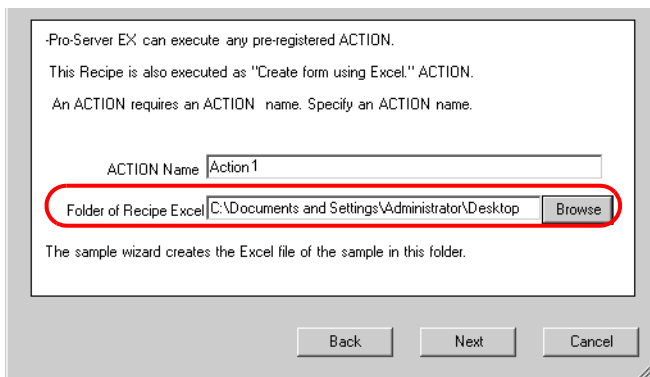 -Pro-Server EX can execute any pre-registered ACTION.
This Recipe is also executed as "Create form using Excel." ACTION.
An ACTION requires an ACTION name. Specify an ACTION name.
ACTION Name Action1
Folder of Recipe Excel C:\Documents and Settings\Administrator\Desktop Browse
The sample wizard creates the Excel file of the sample in this folder.
Back Next Cancel